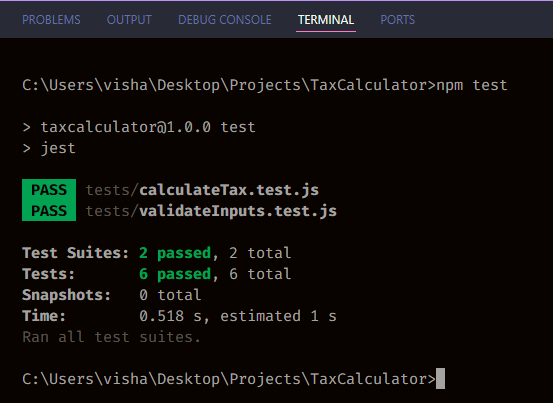 PROBLEMS OUTPUT DEBUG CONSOLE TERMINAL PORTS
C:\Users\visha\Desktop\Projects\TaxCalculator>npm test
> taxcalculator@1.0.0 test
> jest
PASS tests/calculateTax.test.js
PASS tests/validateInputs.test.js
Test Suites: 2 passed, 2 total
Tests: 6 passed, 6 total
Snapshots: 0 total
Time: 0.518 s, estimated 1 s
Ran all test suites.
C:\Users\visha\Desktop\Projects\TaxCalculator>